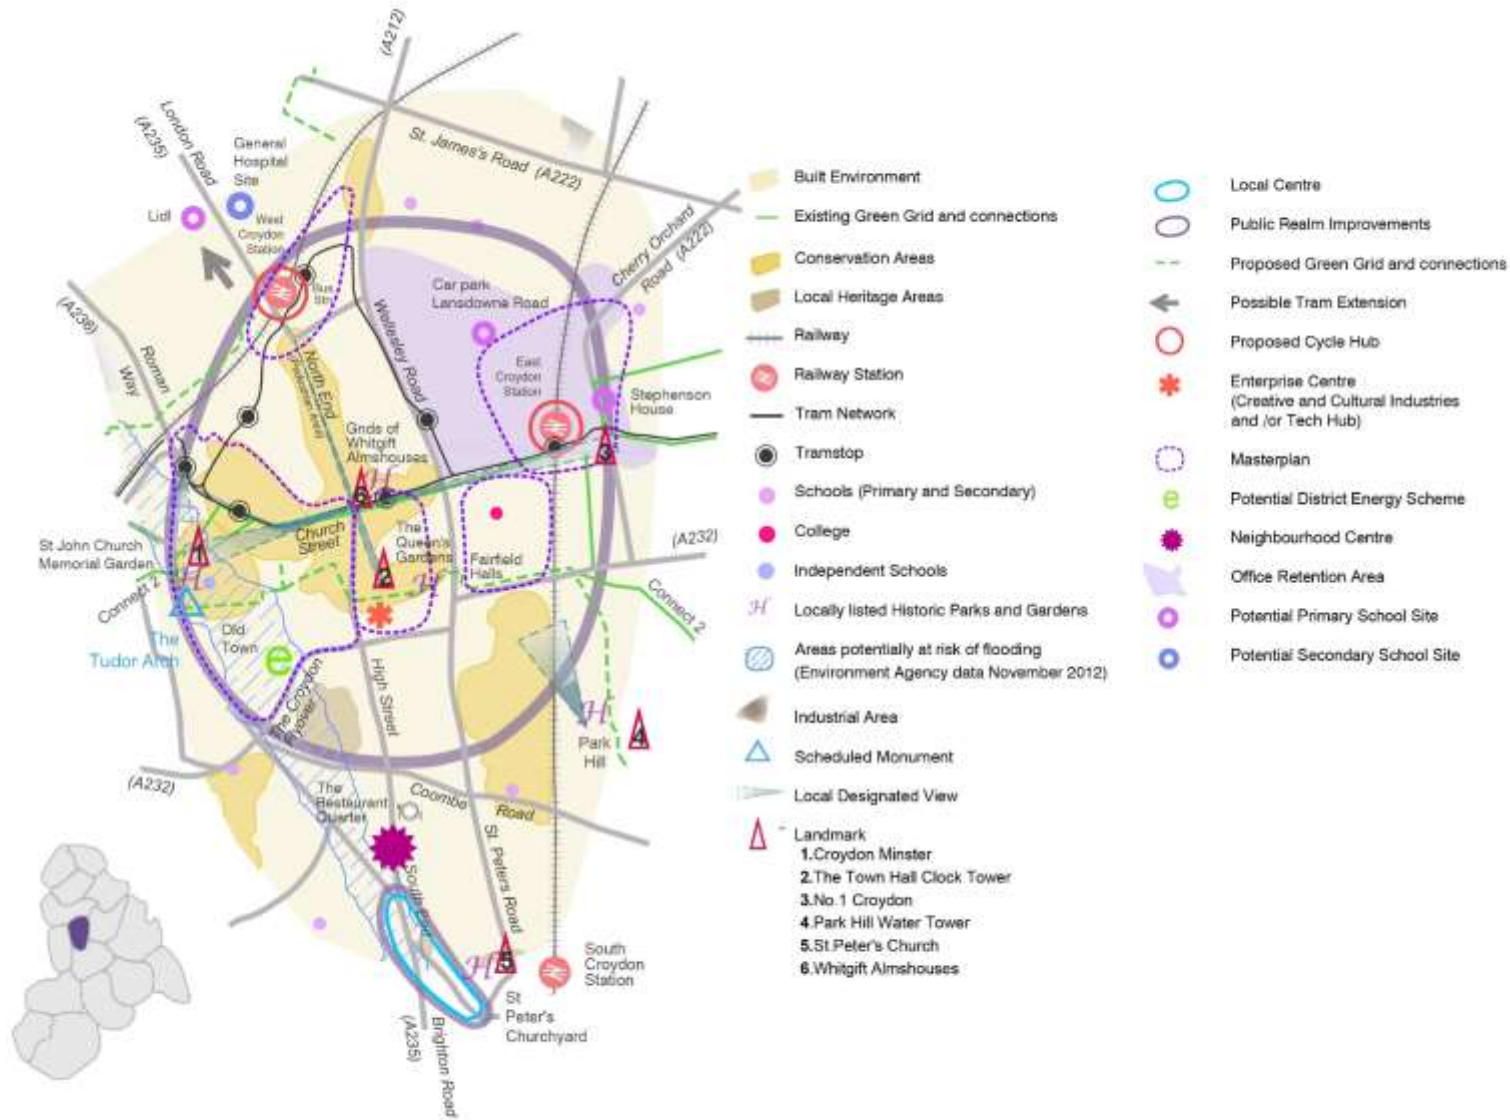 (A212)
London Road
(A235)
General
Hospital
Site
Lidl
West
Croydon
Station
Bus
Stn
St. James's Road (A222)
Cherry Orchard
Road (A222)
Car park
Lansdowne Road
(A236)
Roman
Way
Wellesley Road
North End
East
Croydon
Station
Stephenson
House
Gnds of
Whitgift
Almshouses
H
6
3
St John Church
Memorial Garden
1
H
Church
Street
The
Queen's
Gardens
2
H
Fairfield
Halls
(A232)
Connect 2
Connect 2
The
Tudor Arch
Old
Town
e
The Croydon
Flyover
High Street
H
Park
Hill
4
(A232)
The
Restaurant
Quarter
Coombe
Road
St. Peters Road
South End
H
5
South
Croydon
Station
St
Peter's
Churchyard
(A235)
Brighton Road
Built Environment
Existing Green Grid and connections
Conservation Areas
Local Heritage Areas
Railway
Railway Station
Tram Network
Tramstop
Schools (Primary and Secondary)
College
Independent Schools
H
Locally listed Historic Parks and Gardens
Areas potentially at risk of flooding
(Environment Agency data November 2012)
Industrial Area
Scheduled Monument
Local Designated View
Landmark
1.Croydon Minster
2.The Town Hall Clock Tower
3.No.1 Croydon
4.Park Hill Water Tower
5.St.Peter's Church
6.Whitgift Almshouses
Local Centre
Public Realm Improvements
Proposed Green Grid and connections
Possible Tram Extension
Proposed Cycle Hub
Enterprise Centre
(Creative and Cultural Industries
and /or Tech Hub)
Masterplan
e
Potential District Energy Scheme
Neighbourhood Centre
Office Retention Area
Potential Primary School Site
Potential Secondary School Site